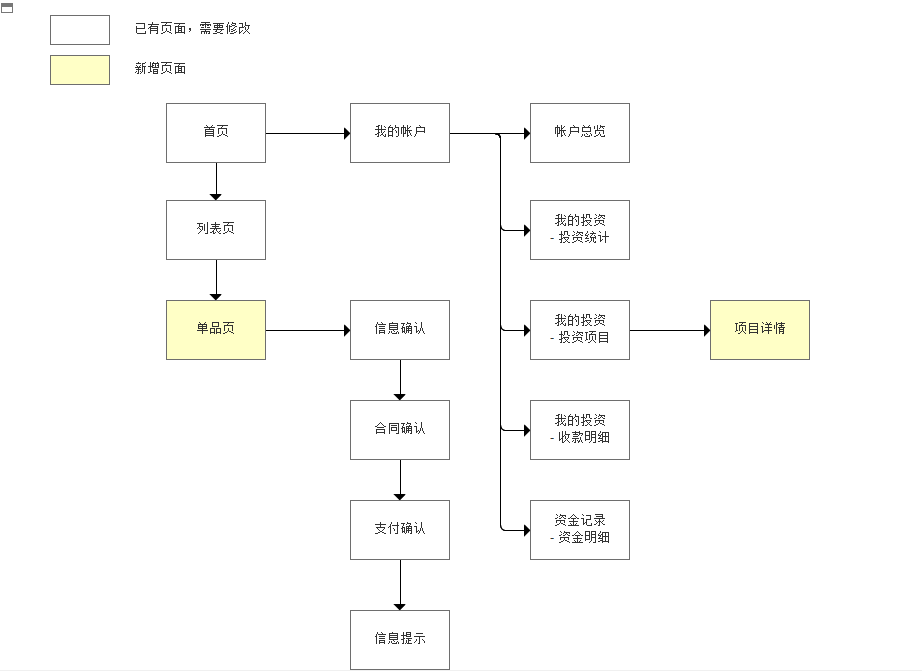 已有页面，需要修改
新增页面
首页
我的帐户
帐户总览
列表页
我的投资
- 投资统计
单品页
信息确认
我的投资
- 投资项目
项目详情
合同确认
我的投资
- 收款明细
支付确认
资金记录
- 资金明细
信息提示